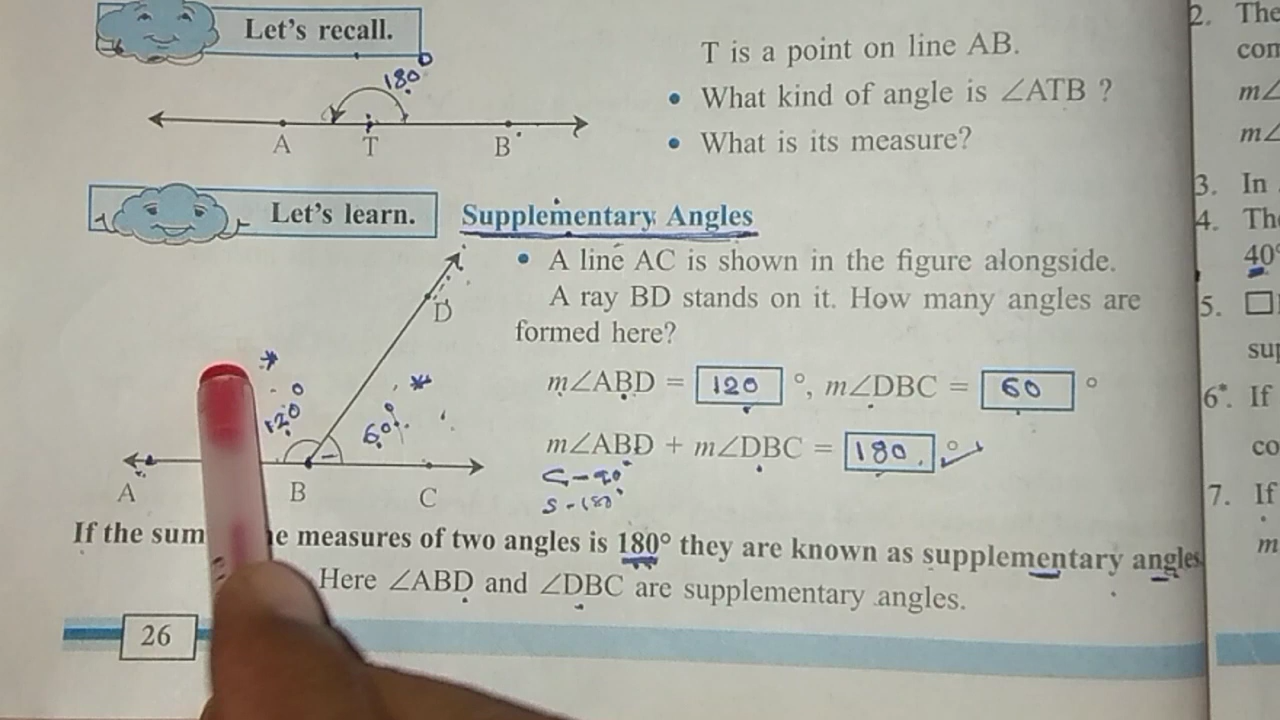 Let's recall.
T is a point on line AB.
180°
• What kind of angle is ∠ATB ?
A T B
• What is its measure?
Let's learn.
Supplementary Angles
• A line AC is shown in the figure alongside.
A ray BD stands on it. How many angles are
formed here?
D
m∠ABD = 120 °, m∠DBC = 60 °
120°
60°
m∠ABD + m∠DBC = 180 °
A B C
C - 90°
S - 180°
If the sum he measures of two angles is 180° they are known as supplementary angles
Here ∠ABD and ∠DBC are supplementary angles.
26
2. The
con
m∠
m∠
3. In
4. Th
40°
5.
sup
6*. If
co
7. If
m